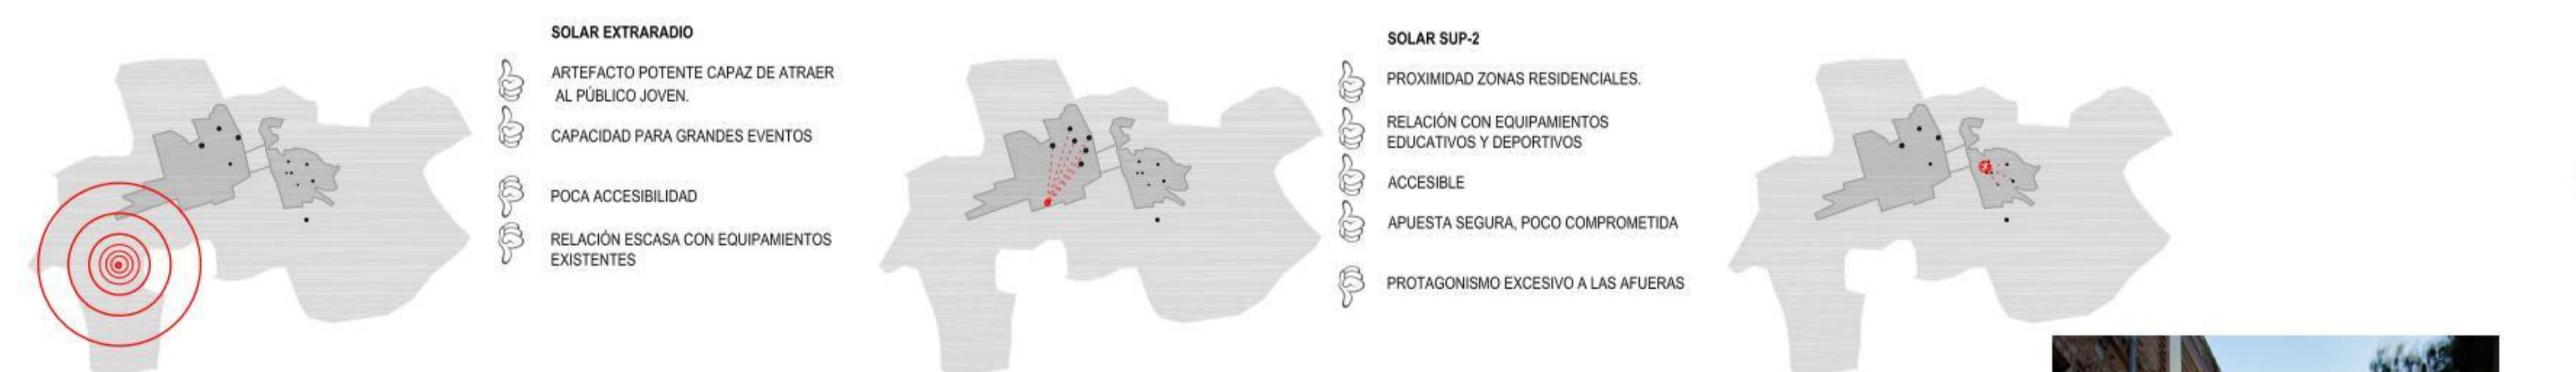 SOLAR EXTRARADIO
ARTEFACTO POTENTE CAPAZ DE ATRAER
AL PÚBLICO JOVEN.
CAPACIDAD PARA GRANDES EVENTOS
POCA ACCESIBILIDAD
RELACIÓN ESCASA CON EQUIPAMIENTOS
EXISTENTES
SOLAR SUP-2
PROXIMIDAD ZONAS RESIDENCIALES.
RELACIÓN CON EQUIPAMIENTOS
EDUCATIVOS Y DEPORTIVOS
ACCESIBLE
APUESTA SEGURA, POCO COMPROMETIDA
PROTAGONISMO EXCESIVO A LAS AFUERAS